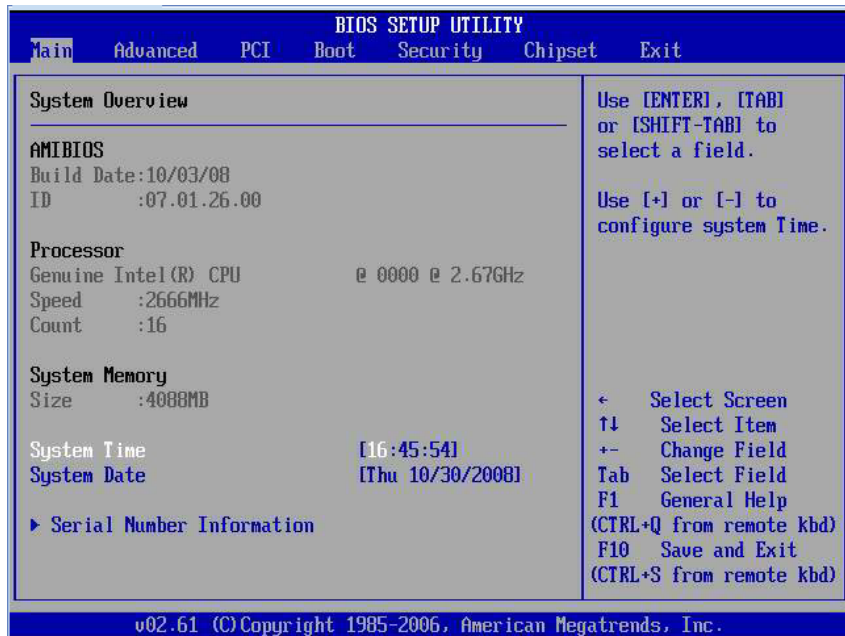 BIOS SETUP UTILITY
Main Advanced PCI Boot Security Chipset Exit
System Overview
AMIBIOS
Build Date:10/03/08
ID :07.01.26.00
Processor
Genuine Intel(R) CPU @ 0000 @ 2.67GHz
Speed :2666MHz
Count :16
System Memory
Size :4088MB
System Time [16:45:54]
System Date [Thu 10/30/2008]
▶ Serial Number Information
Use [ENTER], [TAB]
or [SHIFT-TAB] to
select a field.
Use [+] or [-] to
configure system Time.
← Select Screen
↑↓ Select Item
+- Change Field
Tab Select Field
F1 General Help
(CTRL+Q from remote kbd)
F10 Save and Exit
(CTRL+S from remote kbd)
v02.61 (C)Copyright 1985-2006, American Megatrends, Inc.